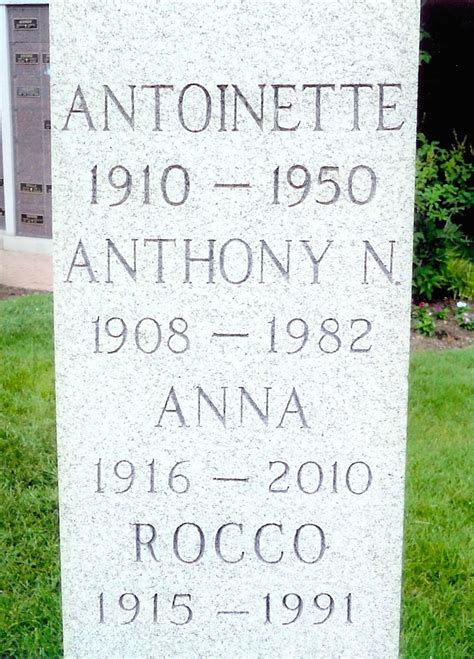 ANTOINETTE
1910 – 1950
ANTHONY N.
1908 – 1982
ANNA
1916 – 2010
ROCCO
1915 – 1991